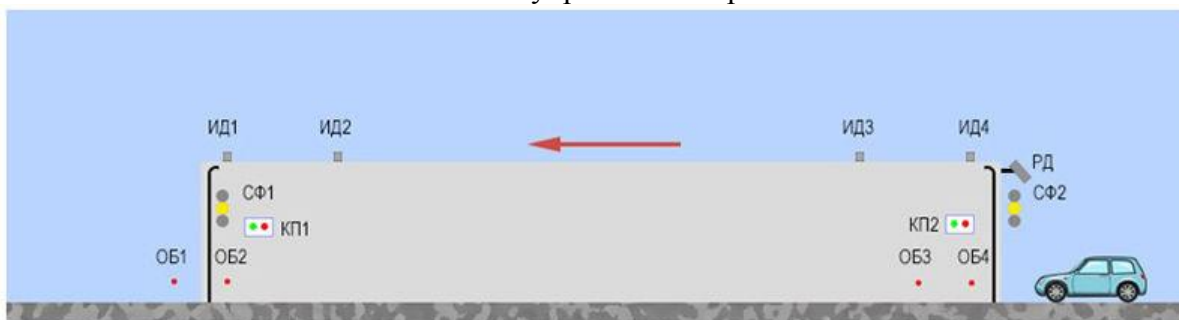 ИД1 ИД2 ИД3 ИД4
РД
СФ1 СФ2
КП1 КП2
ОБ1 ОБ2 ОБ3 ОБ4